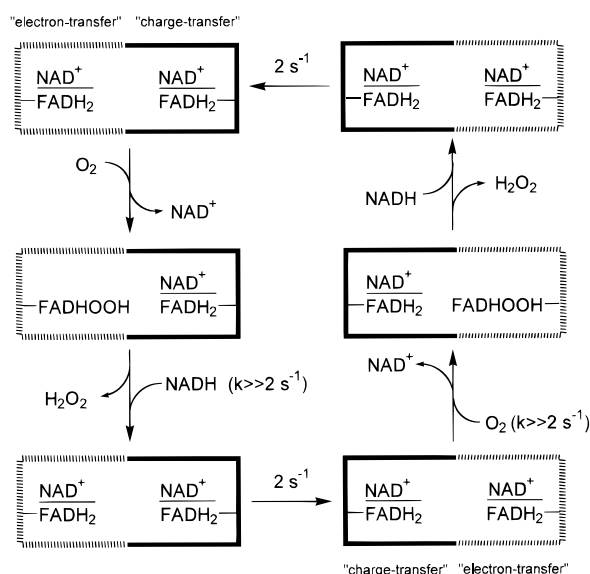 "electron-transfer" "charge-transfer"
NAD+ NAD+ 2 s-1 NAD+ NAD+
FADH2 FADH2 FADH2 FADH2
O2 NAD+ NADH H2O2
NAD+ NAD+
FADHOOH FADH2 FADH2 FADHOOH
H2O2 NADH (k>>2 s-1) NAD+ O2 (k>>2 s-1)
NAD+ NAD+ 2 s-1 NAD+ NAD+
FADH2 FADH2 FADH2 FADH2
"charge-transfer" "electron-transfer"